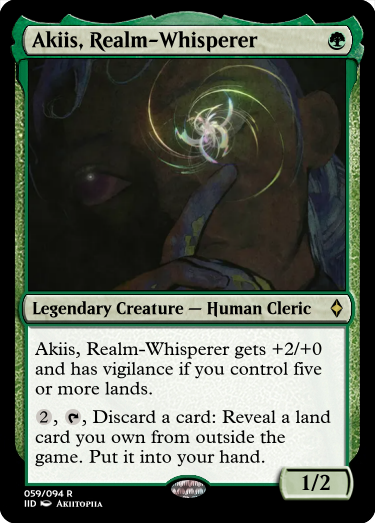 Akiis, Realm-Whisperer
Legendary Creature — Human Cleric
Akiis, Realm-Whisperer gets +2/+0
and has vigilance if you control five
or more lands.
2, , Discard a card: Reveal a land
card you own from outside the
game. Put it into your hand.
1/2
059/094 R
IID Akiitopiia